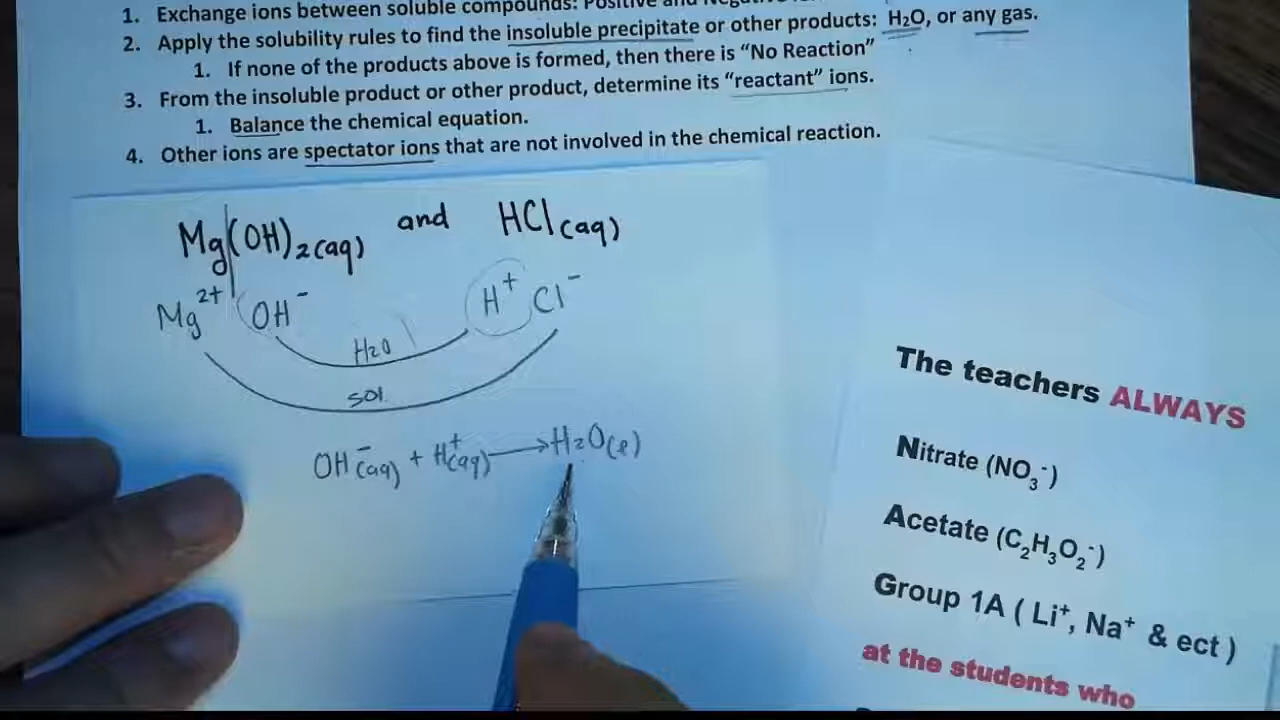 1. Exchange ions between soluble compounds: Positive and
2. Apply the solubility rules to find the insoluble precipitate or other products: H₂O, or any gas.
1. If none of the products above is formed, then there is “No Reaction”
3. From the insoluble product or other product, determine its “reactant” ions.
1. Balance the chemical equation.
4. Other ions are spectator ions that are not involved in the chemical reaction.
Mg(OH)₂(aq) and HCl(aq)
Mg²⁺ OH⁻ H⁺ Cl⁻
H₂O
sol.
OH⁻(aq) + H⁺(aq) → H₂O(l)
The teachers ALWAYS
Nitrate (NO₃⁻)
Acetate (C₂H₃O₂⁻)
Group 1A ( Li⁺, Na⁺ & ect )
at the students who